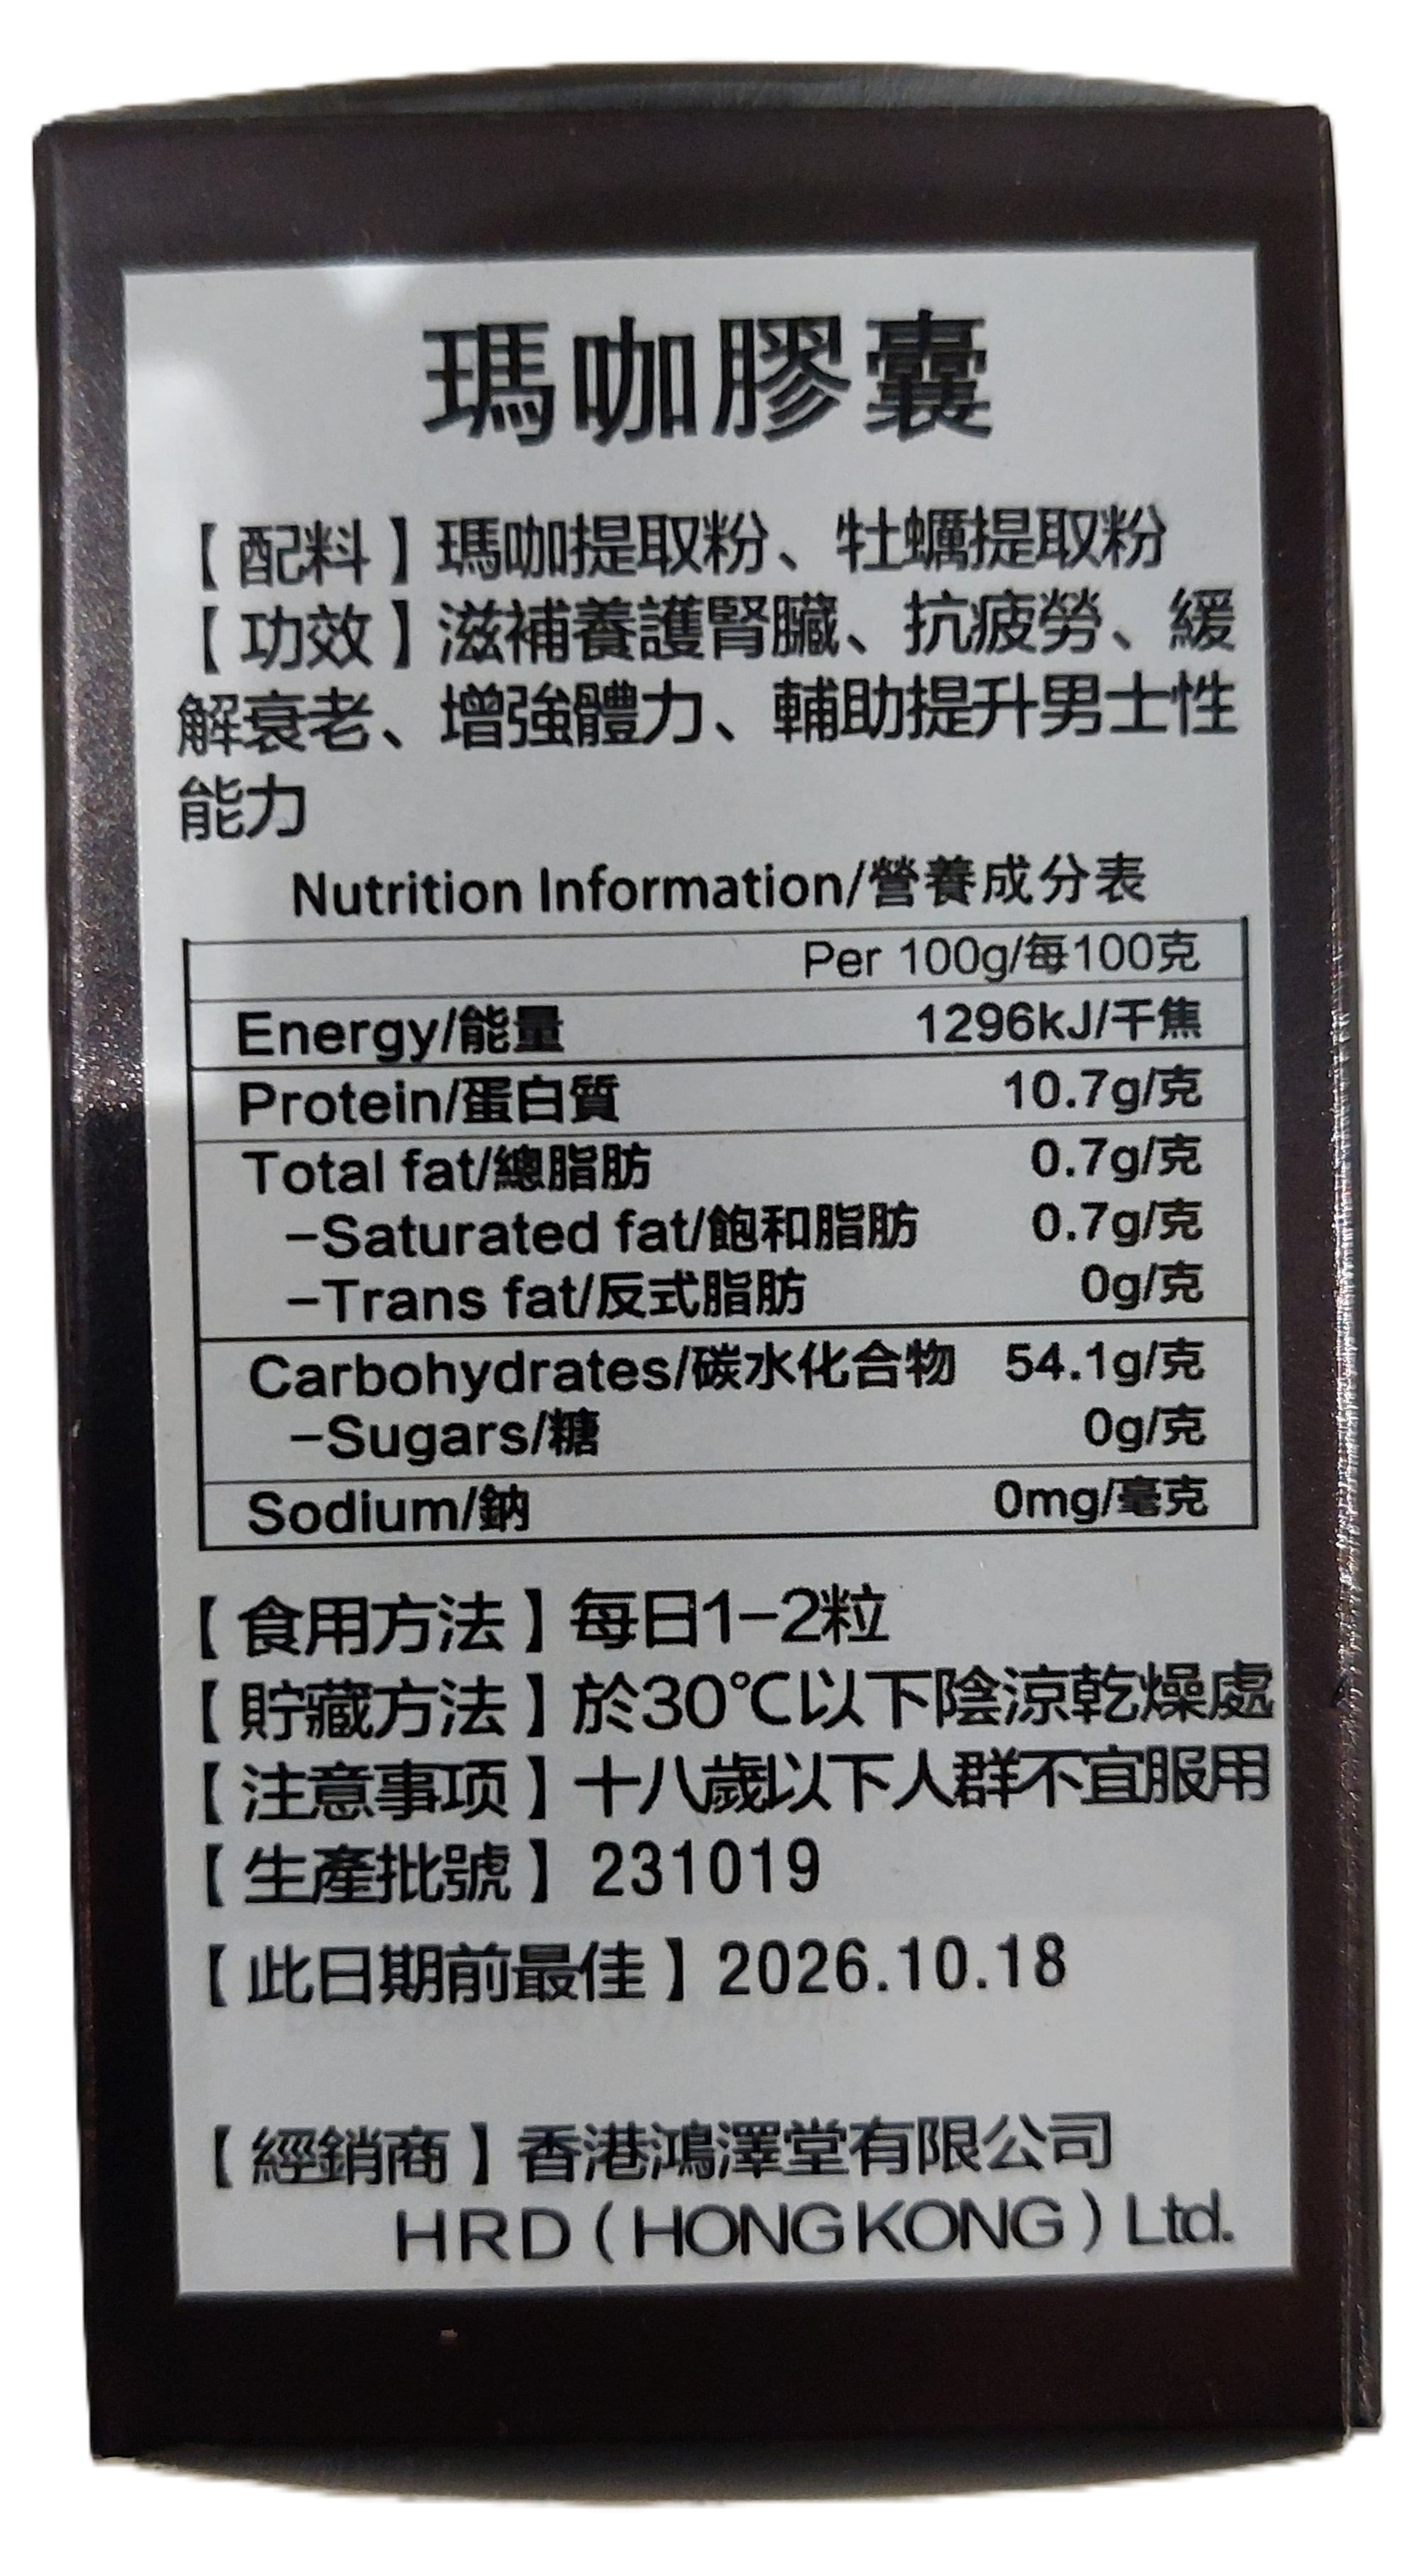 瑪咖膠囊
【配料】瑪咖提取粉、牡蠣提取粉
【功效】滋補養護腎臟、抗疲勞、緩
解衰老、增強體力、輔助提升男士性
能力
Nutrition Information/營養成分表
Per 100g/每100克
Energy/能量 1296kJ/千焦
Protein/蛋白質 10.7g/克
Total fat/總脂肪 0.7g/克
–Saturated fat/飽和脂肪 0.7g/克
–Trans fat/反式脂肪 0g/克
Carbohydrates/碳水化合物 54.1g/克
–Sugars/糖 0g/克
Sodium/鈉 0mg/毫克
【食用方法】每日1–2粒
【貯藏方法】於30℃以下陰涼乾燥處
【注意事项】十八歲以下人群不宜服用
【生產批號】231019
【此日期前最佳】2026.10.18
【經銷商】香港鴻澤堂有限公司
HRD（HONG KONG）Ltd.